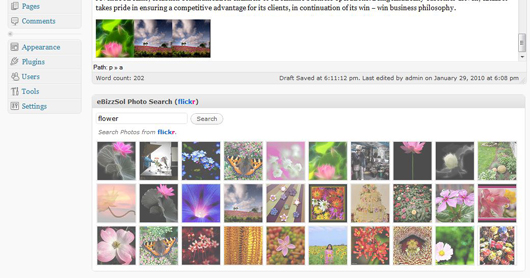 Pages
Comments
Appearance
Plugins
Users
Tools
Settings
takes pride in ensuring a competitive advantage for its clients, in continuation of its win – win business philosophy.
Path: p » a
Word count: 202
Draft Saved at 6:11:12 pm. Last edited by admin on January 29, 2010 at 6:08 pm
eBizzSol Photo Search (flickr)
flower
Search
Search Photos from flickr.